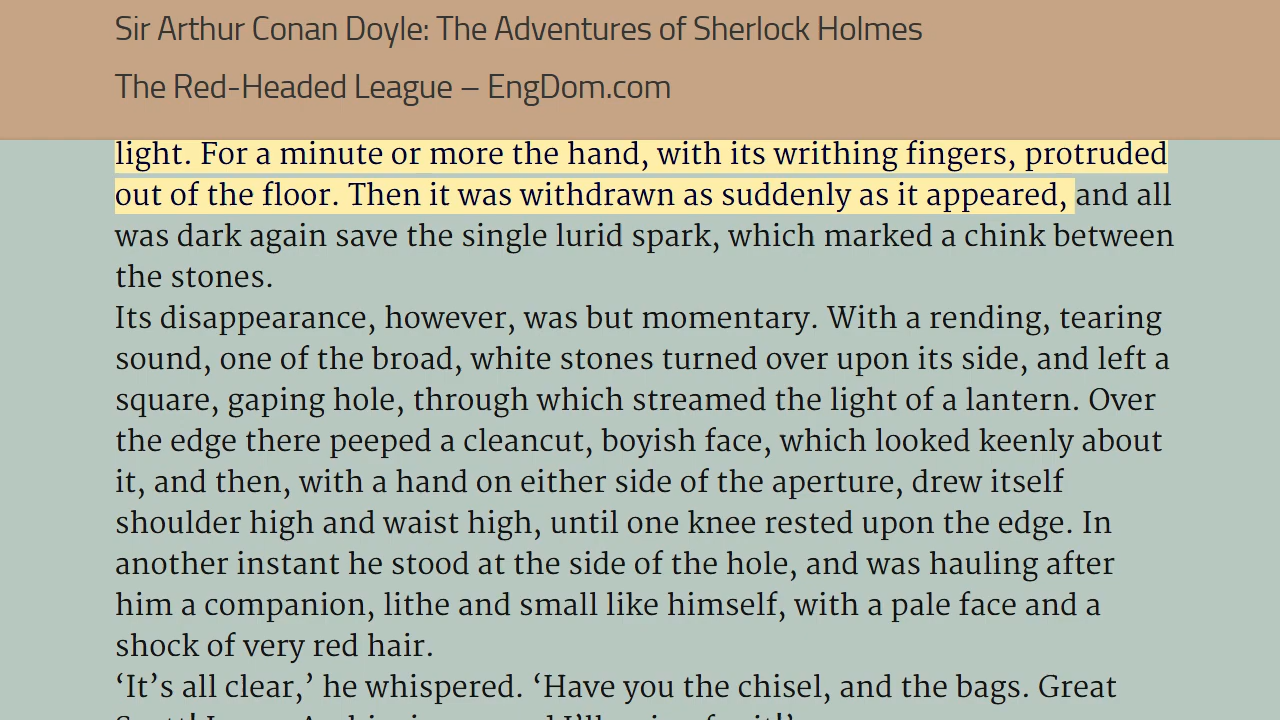 Sir Arthur Conan Doyle: The Adventures of Sherlock Holmes
The Red-Headed League – EngDom.com
light. For a minute or more the hand, with its writhing fingers, protruded
out of the floor. Then it was withdrawn as suddenly as it appeared, and all
was dark again save the single lurid spark, which marked a chink between
the stones.
Its disappearance, however, was but momentary. With a rending, tearing
sound, one of the broad, white stones turned over upon its side, and left a
square, gaping hole, through which streamed the light of a lantern. Over
the edge there peeped a cleancut, boyish face, which looked keenly about
it, and then, with a hand on either side of the aperture, drew itself
shoulder high and waist high, until one knee rested upon the edge. In
another instant he stood at the side of the hole, and was hauling after
him a companion, lithe and small like himself, with a pale face and a
shock of very red hair.
‘It’s all clear,’ he whispered. ‘Have you the chisel, and the bags. Great